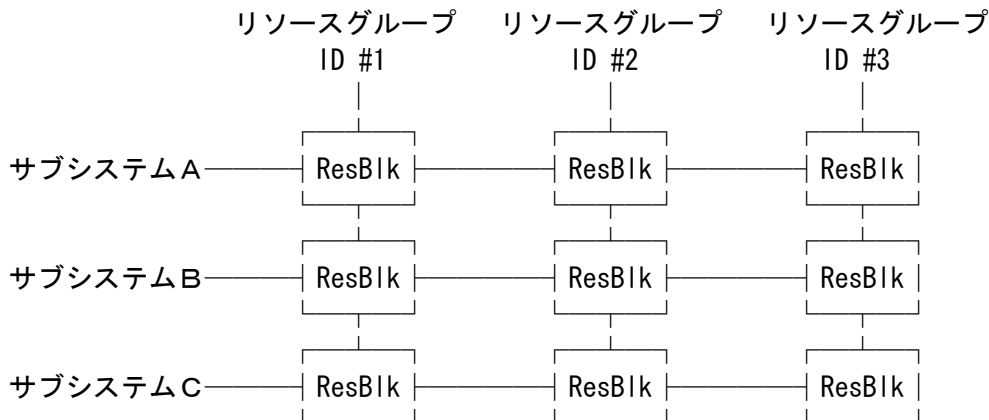 リソースグループ リソースグループ リソースグループ
ID #1 ID #2 ID #3
サブシステムA ResBlk ResBlk ResBlk
サブシステムB ResBlk ResBlk ResBlk
サブシステムC ResBlk ResBlk ResBlk